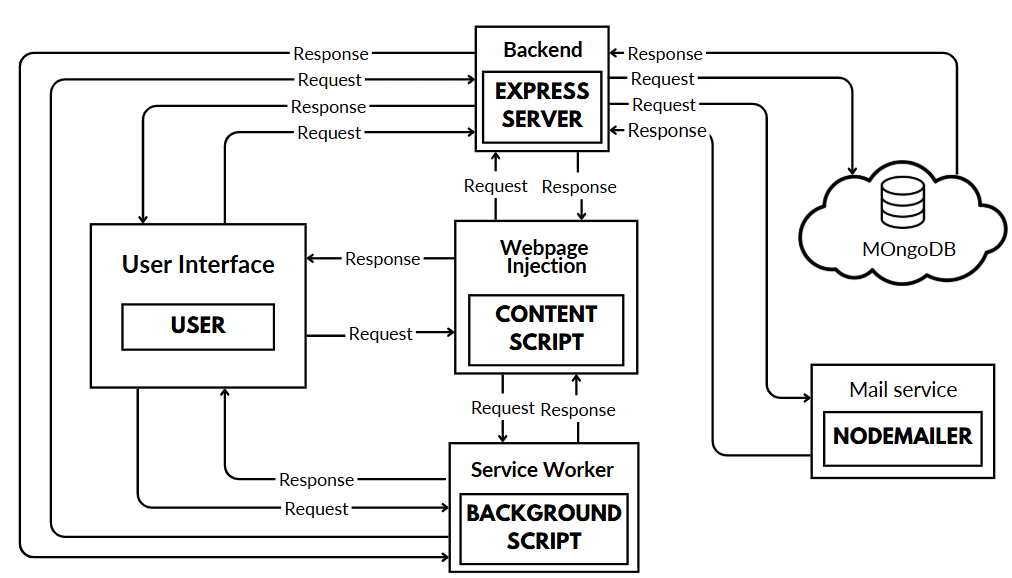 Backend
EXPRESS
SERVER
Response
Request
Response
Request
Response
Request
Request
Response
Request
Response
MOngoDB
User Interface
USER
Response
Request
Webpage
Injection
CONTENT
SCRIPT
Request
Response
Mail service
NODEMAILER
Service Worker
BACKGROUND
SCRIPT
Response
Request